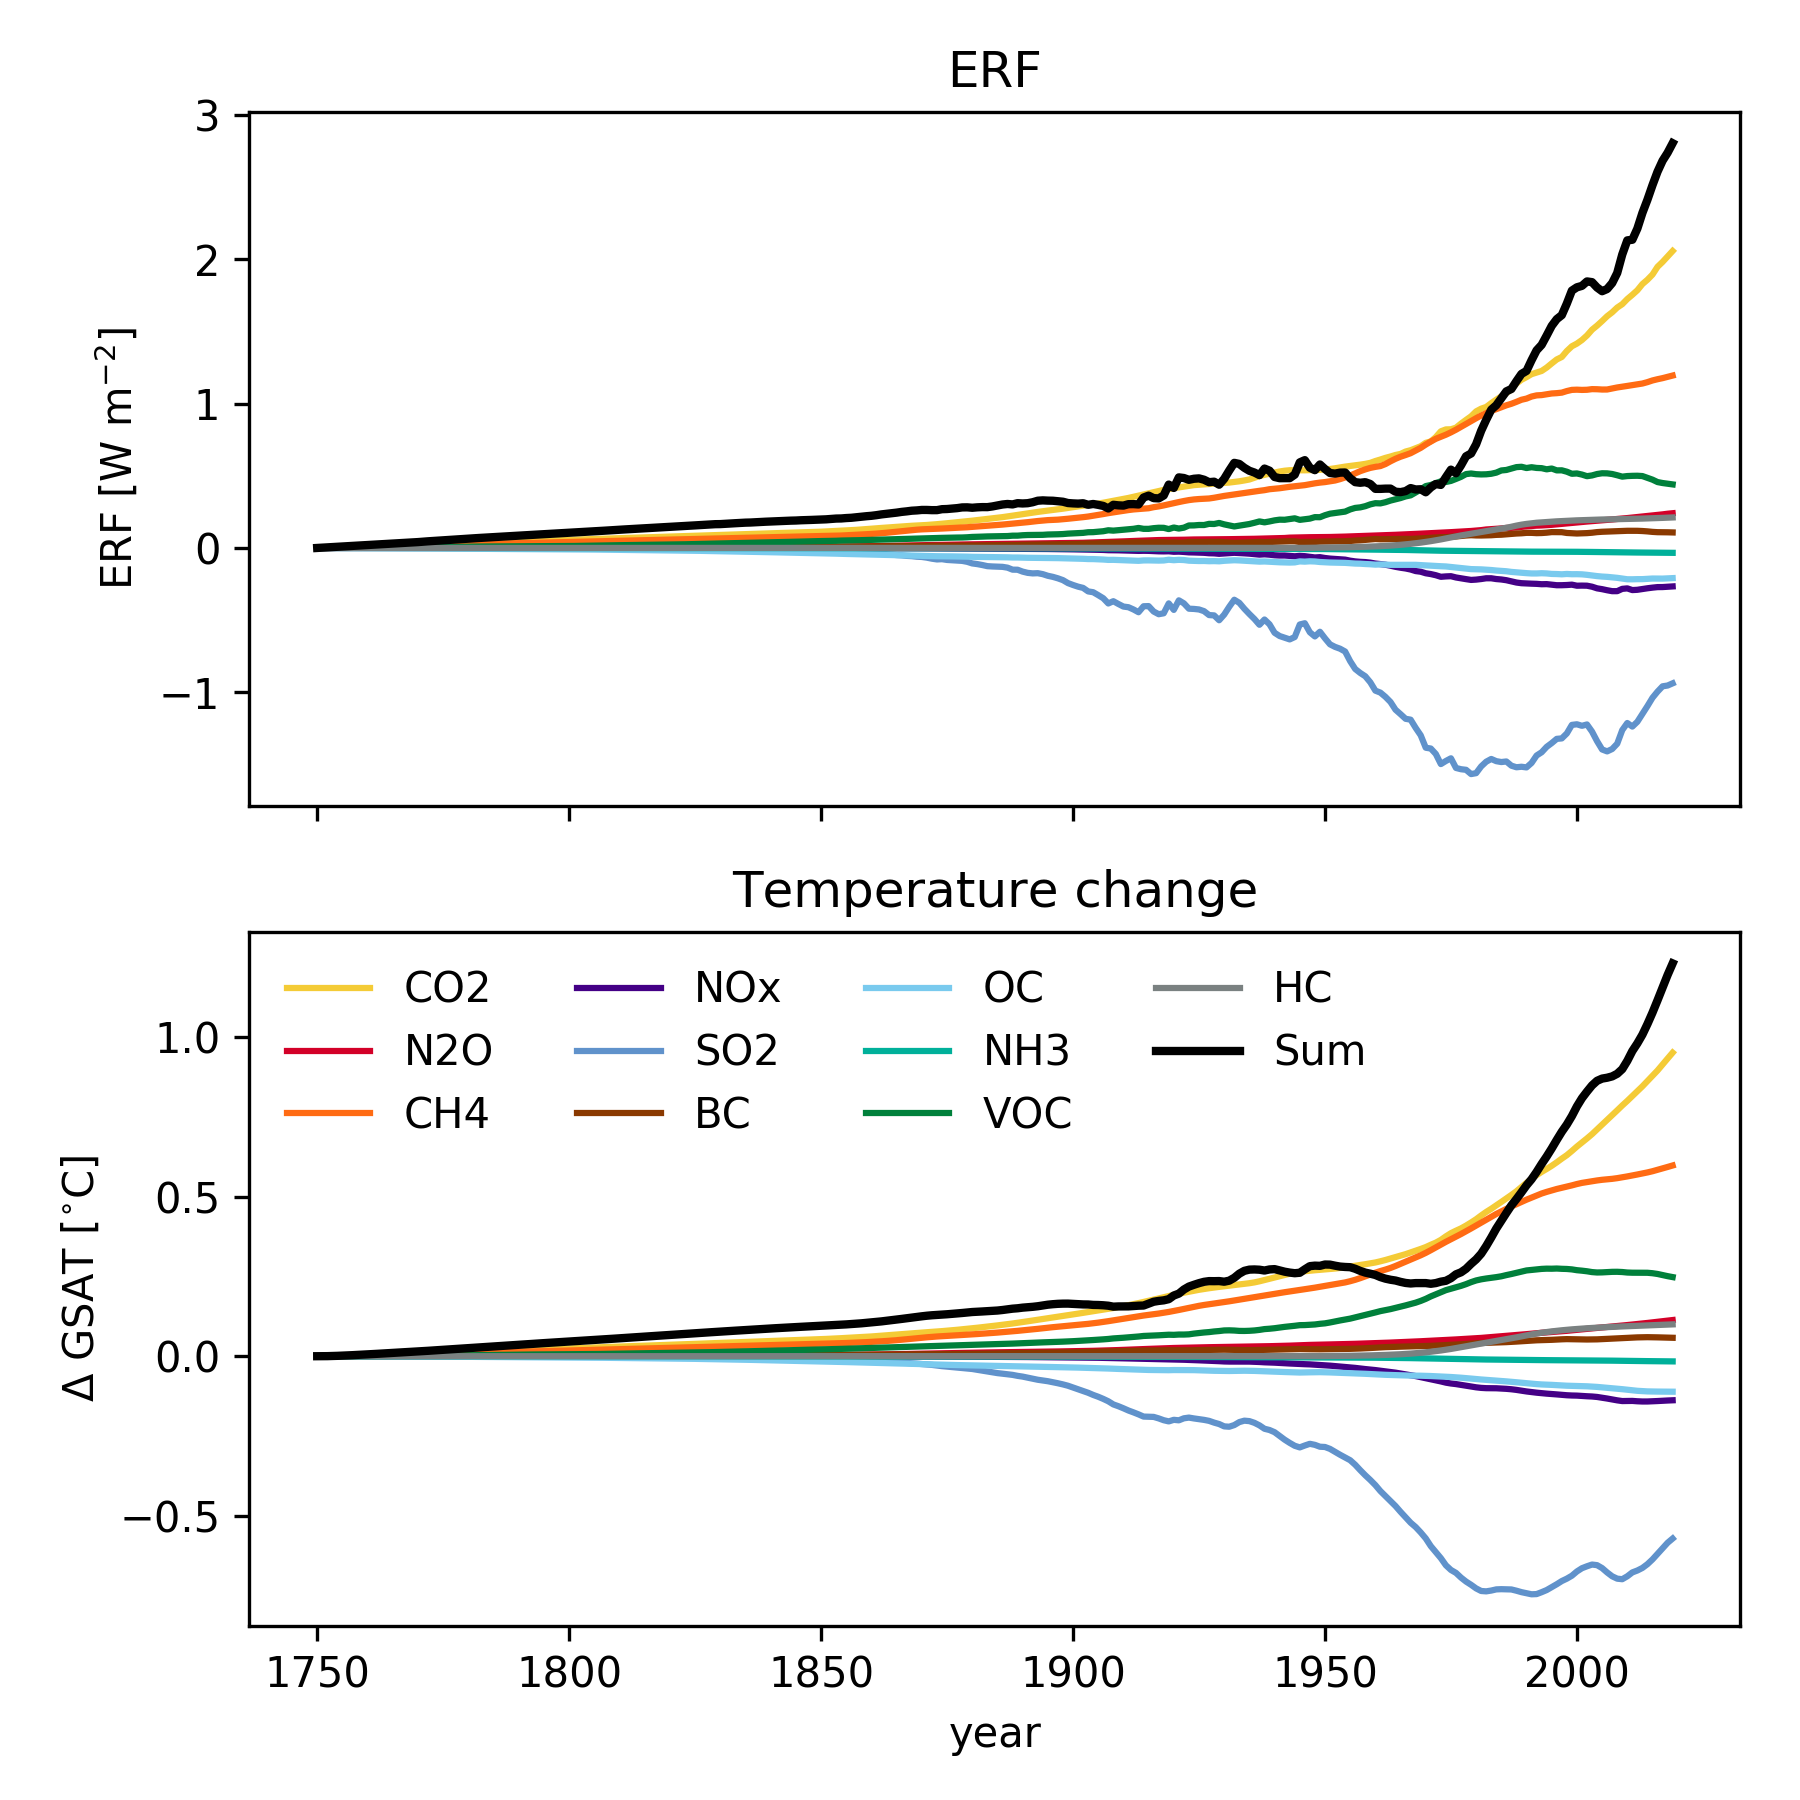 ERF
3
2
1
0
−1
ERF [W m⁻²]
Temperature change
CO2 NOx OC HC
N2O SO2 NH3 Sum
CH4 BC VOC
1.0
0.5
0.0
−0.5
Δ GSAT [°C]
1750 1800 1850 1900 1950 2000
year